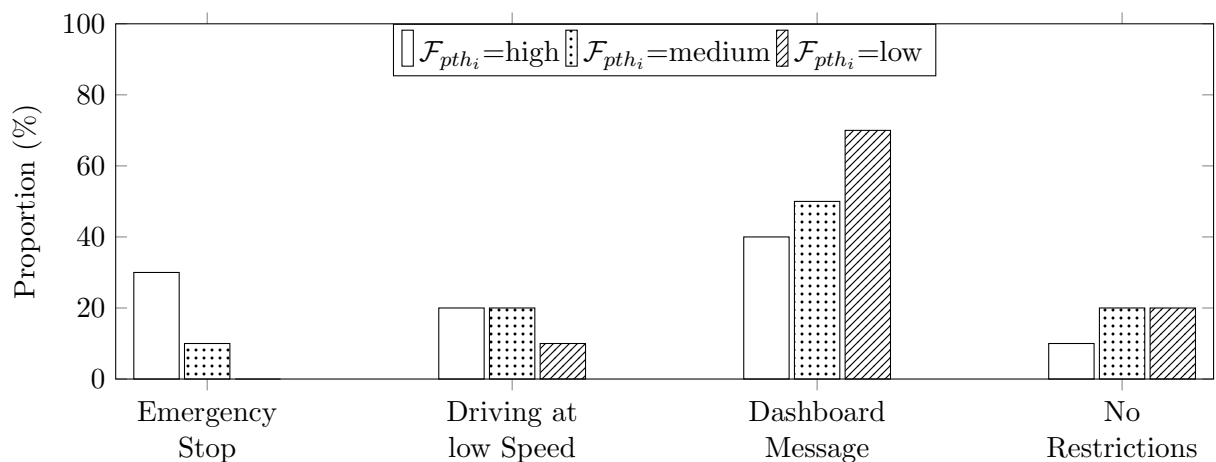 100
80
60
40
20
0
Proportion (%)
ℱ_{pth_i}=high ℱ_{pth_i}=medium ℱ_{pth_i}=low
Emergency Stop
Driving at low Speed
Dashboard Message
No Restrictions